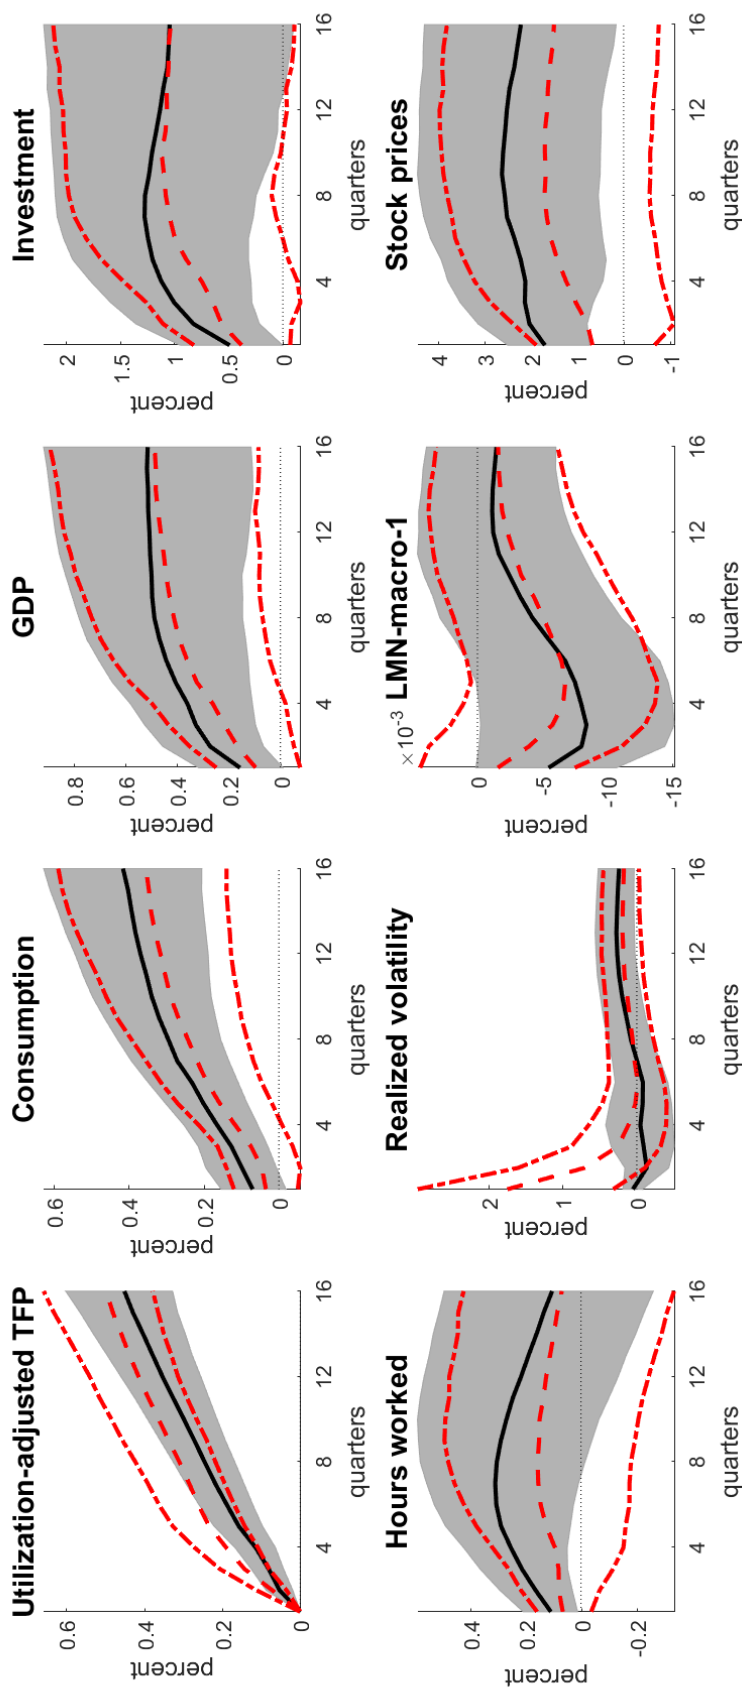 Utilization-adjusted TFP
percent
0.6
0.4
0.2
0
4
8
12
16
quarters
Consumption
percent
0.6
0.4
0.2
0
4
8
12
16
quarters
GDP
percent
0.8
0.6
0.4
0.2
0
4
8
12
16
quarters
Investment
percent
2
1.5
1
0.5
0
4
8
12
16
quarters
Hours worked
percent
0.4
0.2
0
-0.2
4
8
12
16
quarters
Realized volatility
percent
2
1
0
4
8
12
16
quarters
×10⁻³ LMN-macro-1
percent
0
-5
-10
-15
4
8
12
16
quarters
Stock prices
percent
4
3
2
1
0
-1
4
8
12
16
quarters